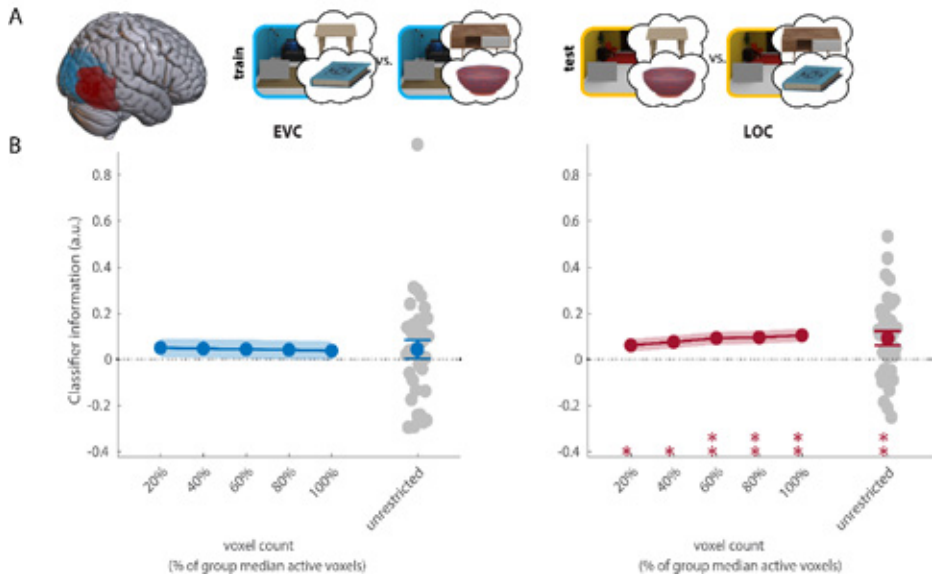 A
train
vs.
test
vs.
EVC
LOC
B
Classifier information (a.u.)
0.8
0.6
0.4
0.2
0
-0.2
-0.4
20%
40%
60%
80%
100%
unrestricted
voxel count
(% of group median active voxels)
0.8
0.6
0.4
0.2
0
-0.2
-0.4
* * * * * *
* * * *
20%
40%
60%
80%
100%
unrestricted
voxel count
(% of group median active voxels)